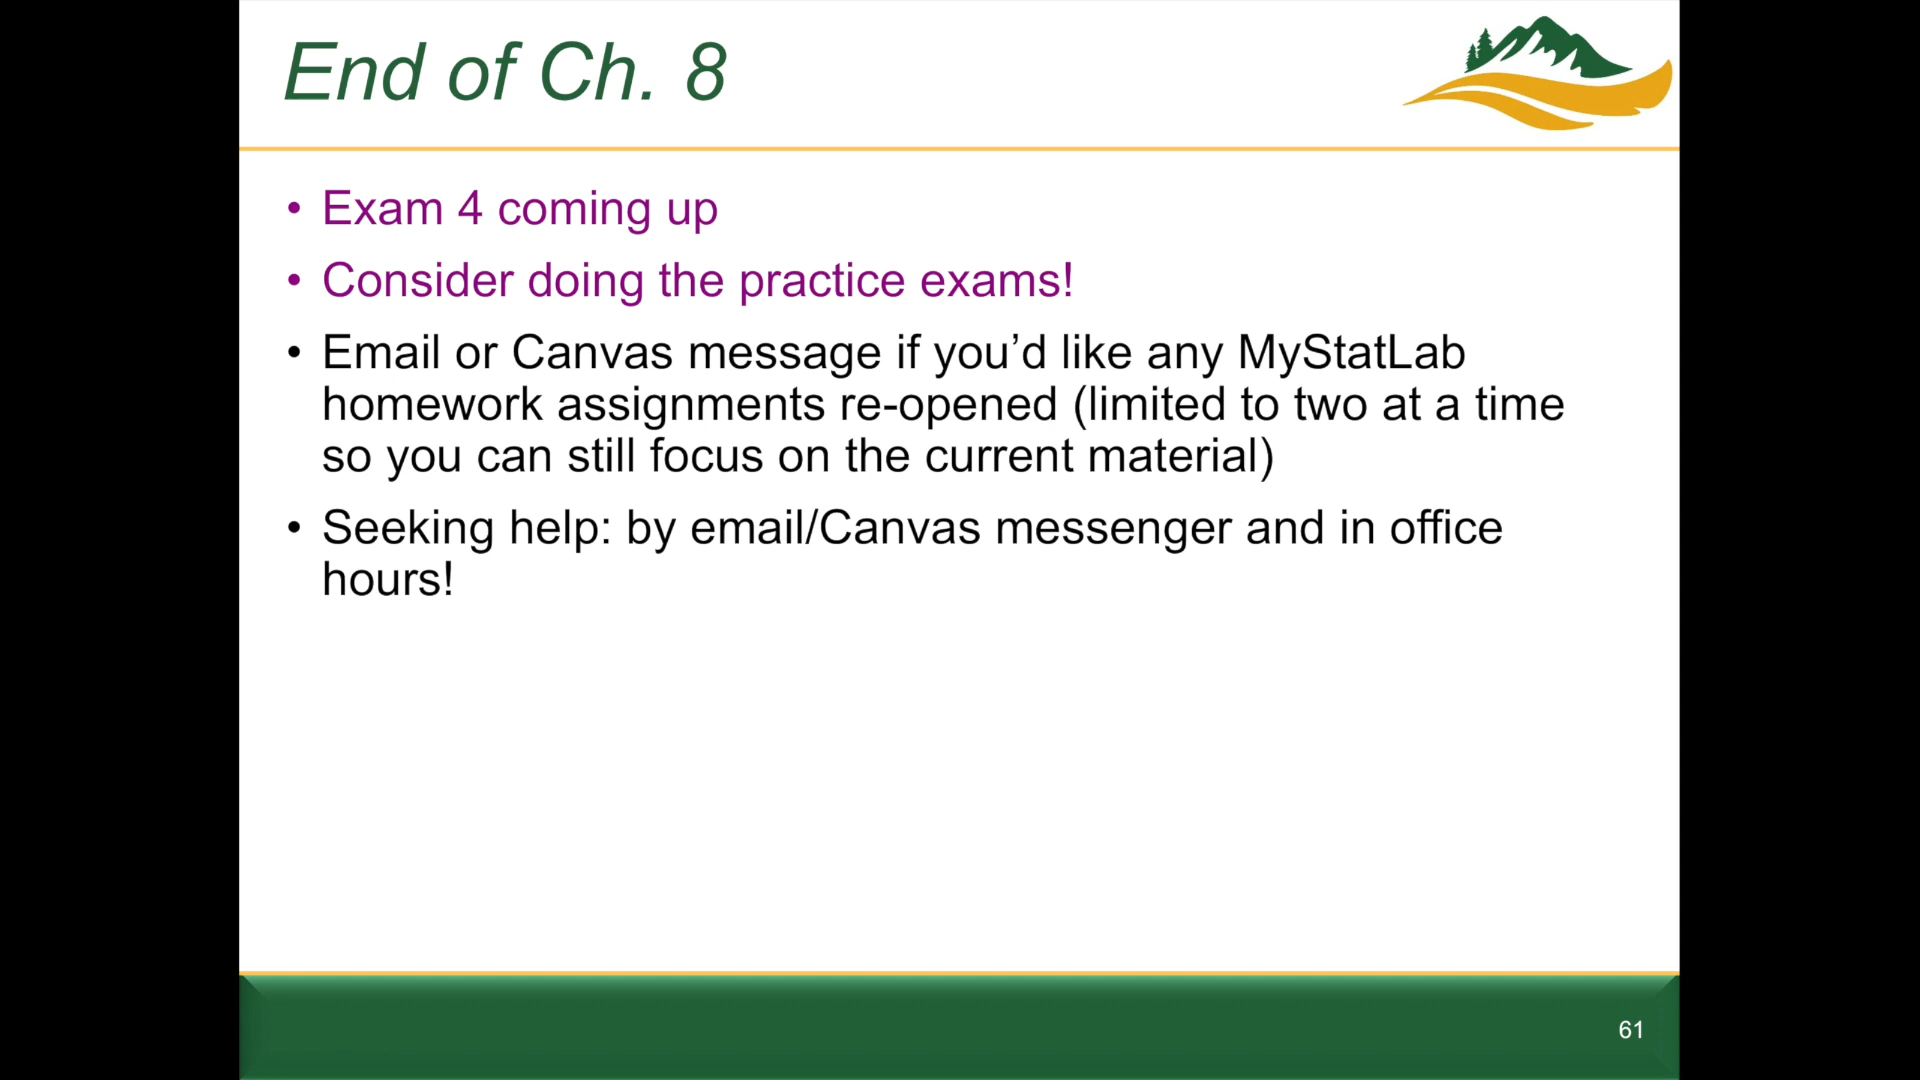 End of Ch. 8
• Exam 4 coming up
• Consider doing the practice exams!
• Email or Canvas message if you’d like any MyStatLab
homework assignments re-opened (limited to two at a time
so you can still focus on the current material)
• Seeking help: by email/Canvas messenger and in office
hours!
61